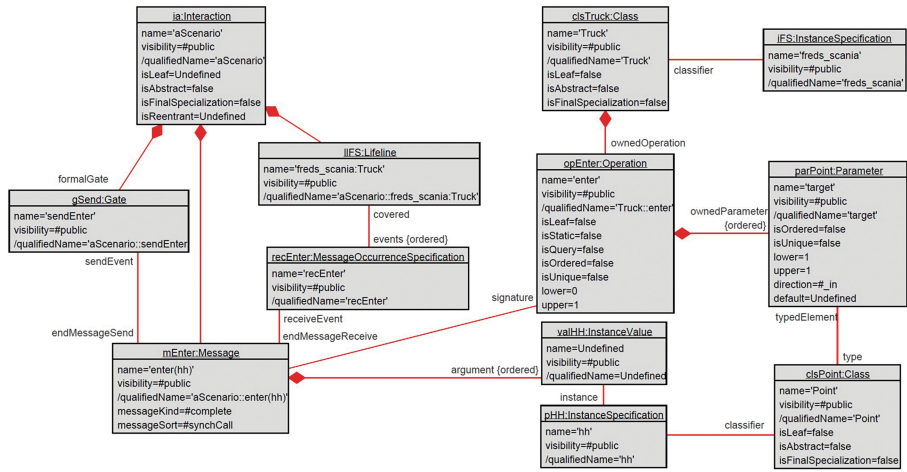 ia:Interaction
name='aScenario'
visibility=#public
/qualifiedName='aScenario'
isLeaf=Undefined
isAbstract=false
isFinalSpecialization=false
isReentrant=Undefined
clsTruck:Class
name='Truck'
visibility=#public
/qualifiedName='Truck'
isLeaf=false
isAbstract=false
isFinalSpecialization=false
classifier
iFS:InstanceSpecification
name='freds_scania'
visibility=#public
/qualifiedName='freds_scania'
formalGate
llFS:Lifeline
name='freds_scania:Truck'
visibility=#public
/qualifiedName='aScenario::freds_scania:Truck'
ownedOperation
opEnter:Operation
name='enter'
visibility=#public
/qualifiedName='Truck::enter'
isLeaf=false
isStatic=false
isQuery=false
isOrdered=false
isUnique=false
lower=0
upper=1
ownedParameter
{ordered}
parPoint:Parameter
name='target'
visibility=#public
/qualifiedName='target'
isOrdered=false
isUnique=false
lower=1
upper=1
direction=#_in
default=Undefined
gSend:Gate
name='sendEnter'
visibility=#public
/qualifiedName='aScenario::sendEnter
sendEvent
covered
events {ordered}
recEnter:MessageOccurrenceSpecification
name='recEnter'
visibility=#public
/qualifiedName='recEnter'
receiveEvent
endMessageSend
endMessageReceive
signature
typedElement
type
mEnter:Message
name='enter(hh)'
visibility=#public
/qualifiedName='aScenario::enter(hh)'
messageKind=#complete
messageSort=#synchCall
argument {ordered}
valHH:InstanceValue
name=Undefined
visibility=#public
/qualifiedName=Undefined
instance
pHH:InstanceSpecification
name='hh'
visibility=#public
/qualifiedName='hh'
classifier
clsPoint:Class
name='Point'
visibility=#public
/qualifiedName='Point'
isLeaf=false
isAbstract=false
isFinalSpecialization=false